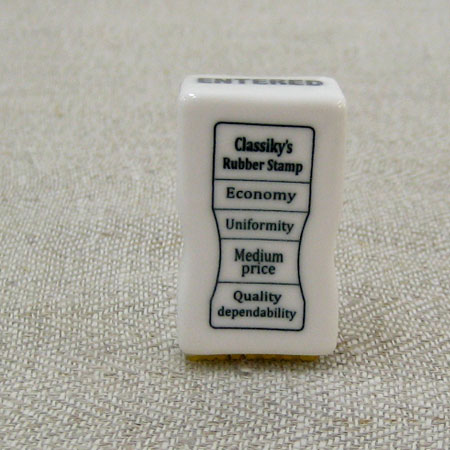 ENTERED
Classiky's
Rubber Stamp
Economy
Uniformity
Medium
price
Quality
dependability